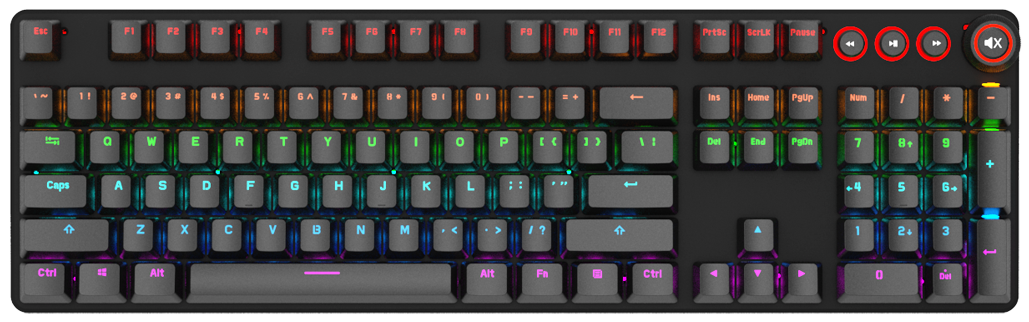 Esc F1 F2 F3 F4 F5 F6 F7 F8 F9 F10 F11 F12 PrtSc ScrLK Pause
` ~ 1 ! 2 @ 3 # 4 $ 5 % 6 ^ 7 & 8 * 9 ( 0 ) - - = + ← Ins Home PgUp Num / * -
Q W E R T Y U I O P [ { ] } \ | Del End PgDn 7 8↑ 9 +
Caps A S D F G H J K L ; : ' " ←4 5 6→
Z X C V B N M , < . > / ? 1 2↓ 3
Ctrl Alt Alt Fn Ctrl 0 . Del